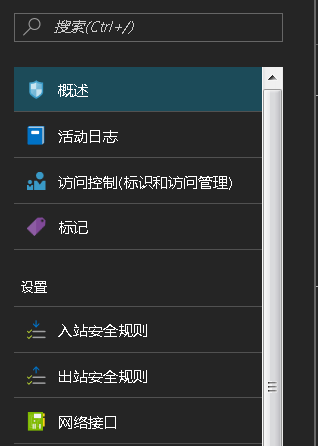 搜索(Ctrl+/)
概述
活动日志
访问控制(标识和访问管理)
标记
设置
入站安全规则
出站安全规则
网络接口